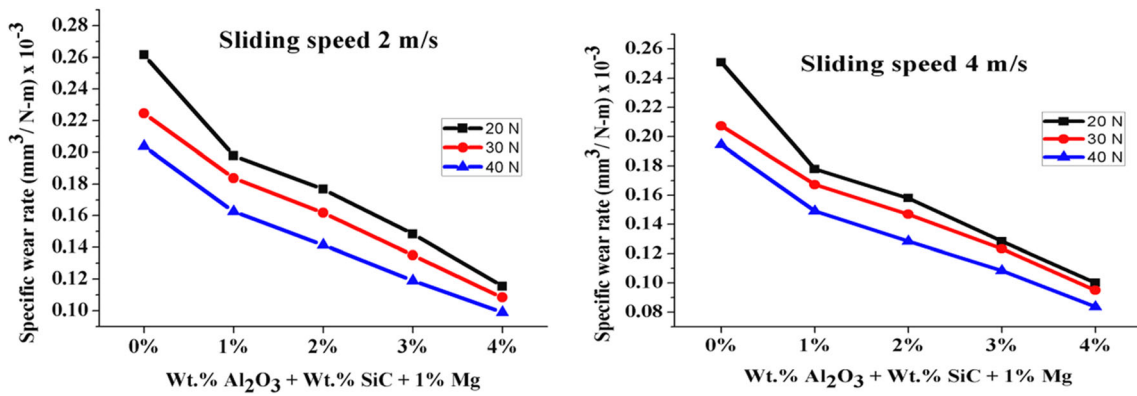 Sliding speed 2 m/s
Specific wear rate (mm³/ N-m) x 10⁻³
0.28
0.26
0.24
0.22
0.20
0.18
0.16
0.14
0.12
0.10
20 N
30 N
40 N
0% 1% 2% 3% 4%
Wt.% Al₂O₃ + Wt.% SiC + 1% Mg
Sliding speed 4 m/s
Specific wear rate (mm³/ N-m) x 10⁻³
0.26
0.24
0.22
0.20
0.18
0.16
0.14
0.12
0.10
0.08
20 N
30 N
40 N
0% 1% 2% 3% 4%
Wt.% Al₂O₃ + Wt.% SiC + 1% Mg